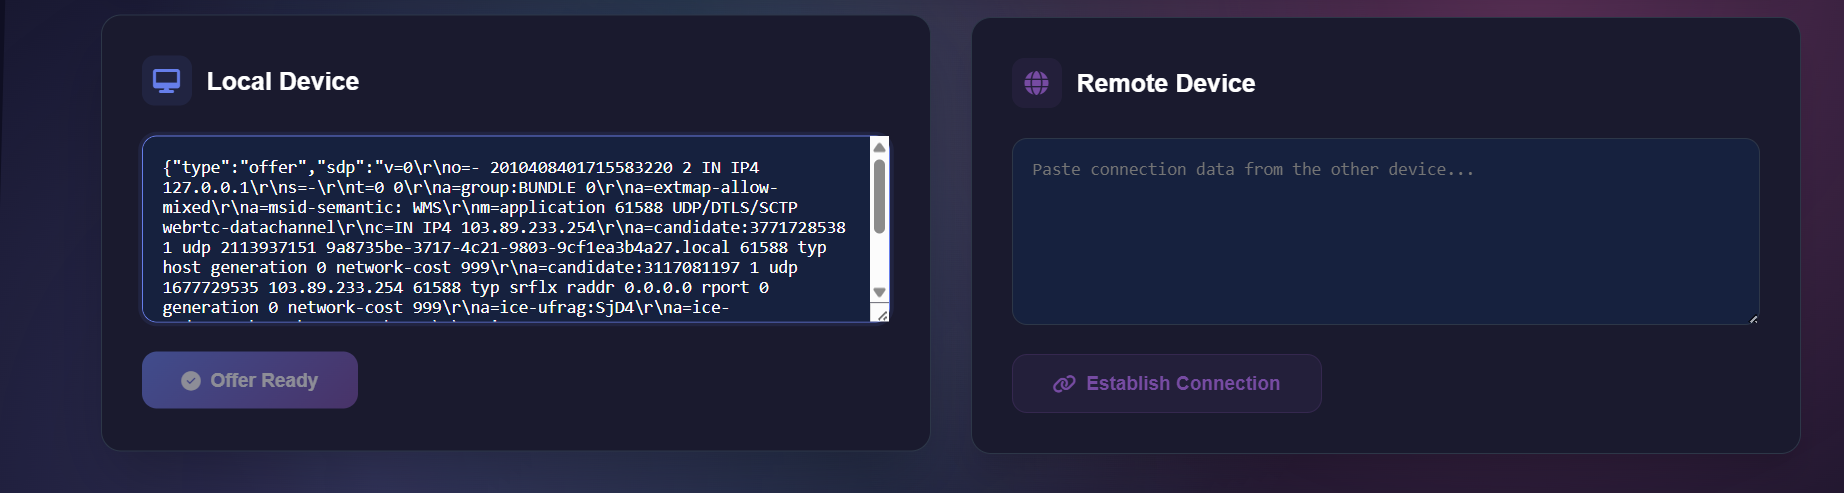 Local Device
{"type":"offer","sdp":"v=0\r\no=- 2010408401715583220 2 IN IP4
127.0.0.1\r\ns=-\r\nt=0 0\r\na=group:BUNDLE 0\r\na=extmap-allow-
mixed\r\na=msid-semantic: WMS\r\nm=application 61588 UDP/DTLS/SCTP
webrtc-datachannel\r\nc=IN IP4 103.89.233.254\r\na=candidate:3771728538
1 udp 2113937151 9a8735be-3717-4c21-9803-9cf1ea3b4a27.local 61588 typ
host generation 0 network-cost 999\r\na=candidate:3117081197 1 udp
1677729535 103.89.233.254 61588 typ srflx raddr 0.0.0.0 rport 0
generation 0 network-cost 999\r\na=ice-ufrag:SjD4\r\na=ice-
Offer Ready
Remote Device
Paste connection data from the other device...
Establish Connection